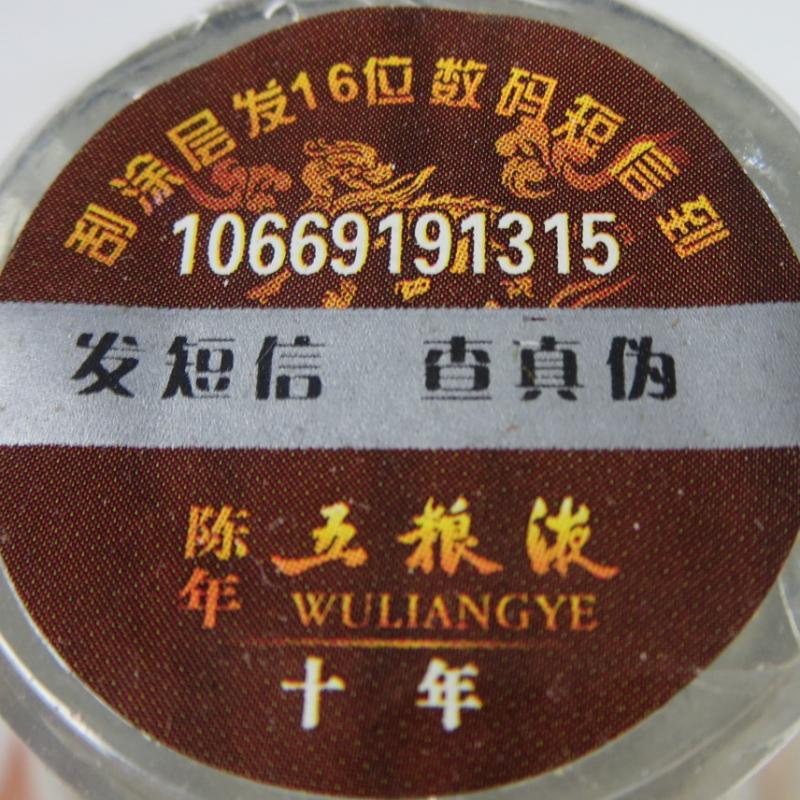 刮涂层发16位数码短信到
10669191315
发短信 查真伪
陈年 五粮液
WULIANGYE
十年